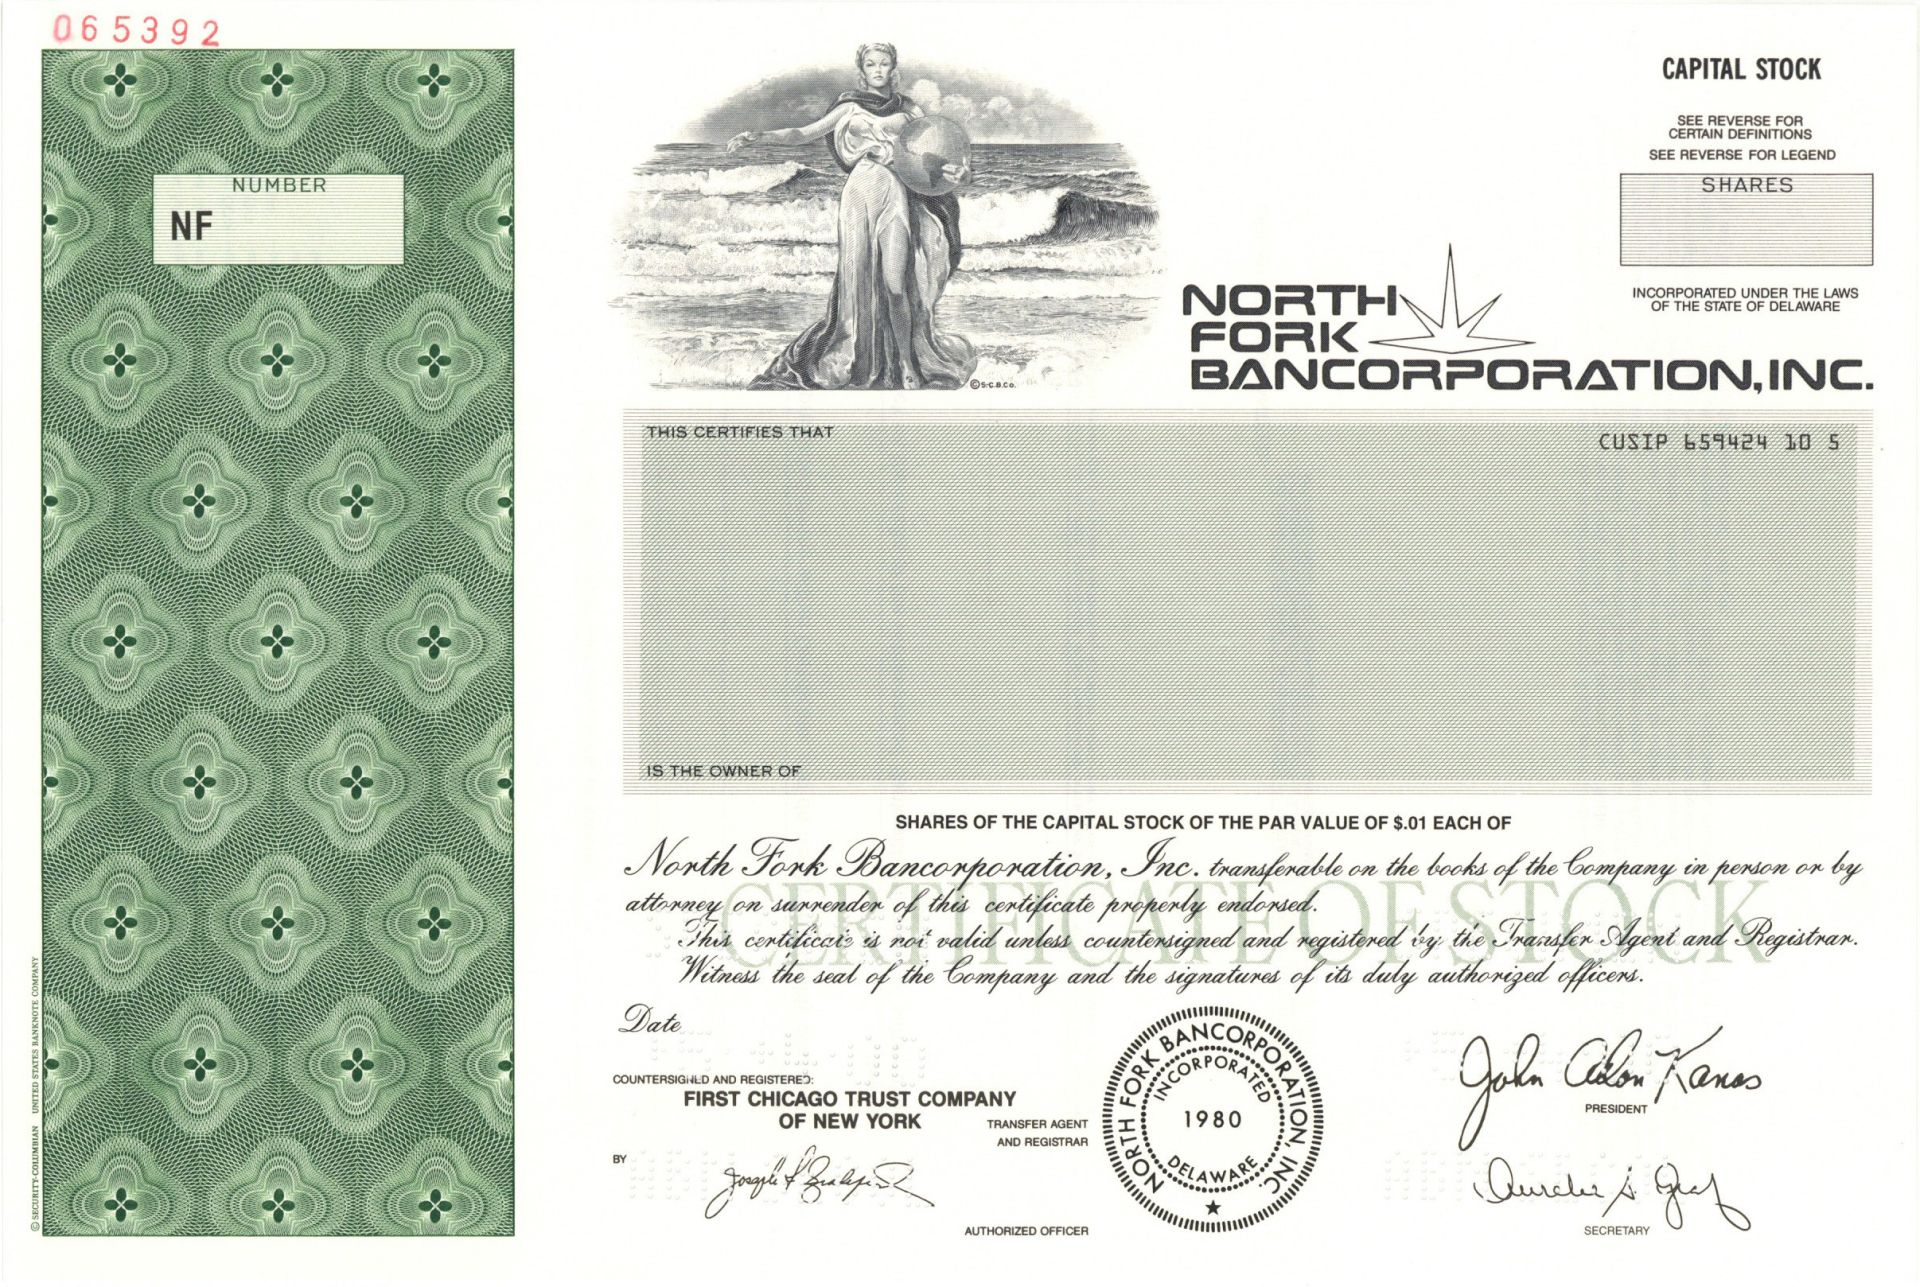 065392
NUMBER
NF
CAPITAL STOCK
SEE REVERSE FOR
CERTAIN DEFINITIONS
SEE REVERSE FOR LEGEND
SHARES
INCORPORATED UNDER THE LAWS
OF THE STATE OF DELAWARE
©S-C.B.Co.
NORTH
FORK
BANCORPORATION, INC.
THIS CERTIFIES THAT
CUSIP 659424 10 5
IS THE OWNER OF
SHARES OF THE CAPITAL STOCK OF THE PAR VALUE OF $.01 EACH OF
North Fork Bancorporation, Inc. transferable on the books of the Company in person or by
attorney on surrender of this certificate properly endorsed.
CERTIFICATE OF STOCK
This certificate is not valid unless countersigned and registered by the Transfer Agent and Registrar.
Witness the seal of the Company and the signatures of its duly authorized officers.
Date
COUNTERSIGNED AND REGISTERED:
FIRST CHICAGO TRUST COMPANY
OF NEW YORK
TRANSFER AGENT
AND REGISTRAR
BY
AUTHORIZED OFFICER
NORTH FORK BANCORPORATION INC
INCORPORATED
1980
DELAWARE
John Adam Kanas
PRESIDENT
SECRETARY
© SECURITY-COLUMBIAN UNITED STATES BANKNOTE COMPANY